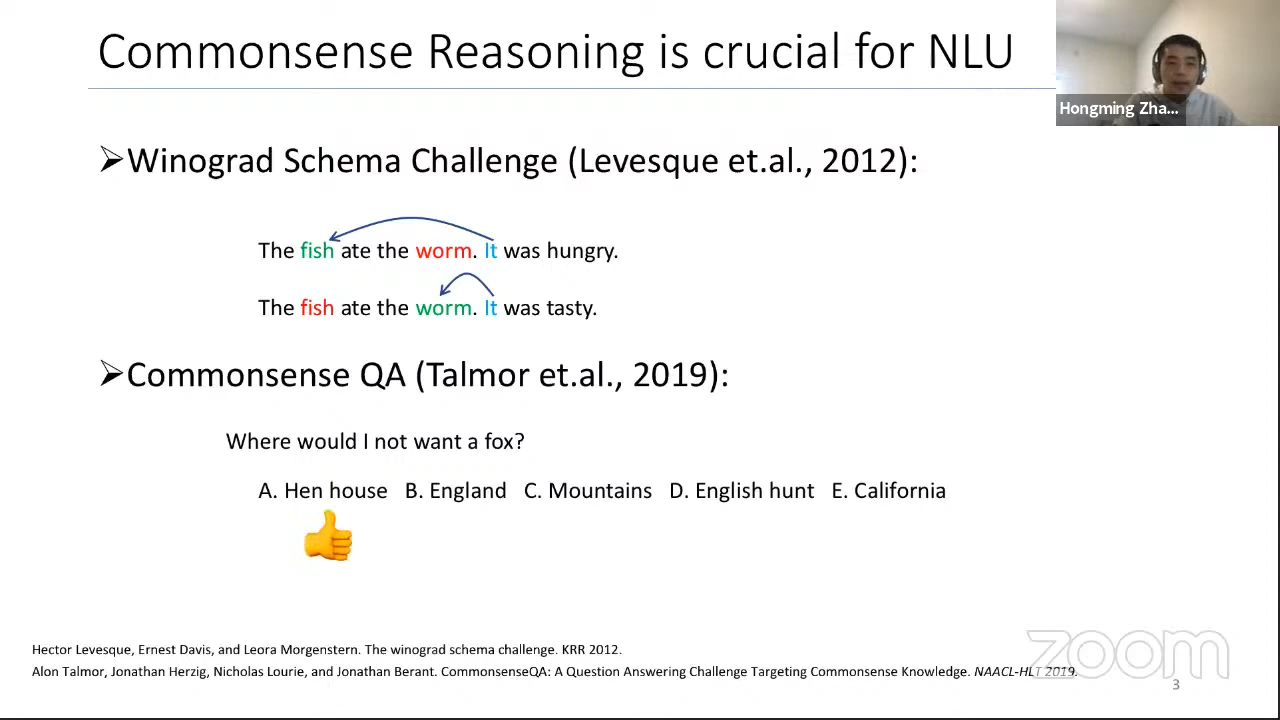 Commonsense Reasoning is crucial for NLU
Hongming Zha...
➢Winograd Schema Challenge (Levesque et.al., 2012):
The fish ate the worm. It was hungry.
The fish ate the worm. It was tasty.
➢Commonsense QA (Talmor et.al., 2019):
Where would I not want a fox?
A. Hen house B. England C. Mountains D. English hunt E. California
Hector Levesque, Ernest Davis, and Leora Morgenstern. The winograd schema challenge. KRR 2012.
Alon Talmor, Jonathan Herzig, Nicholas Lourie, and Jonathan Berant. CommonsenseQA: A Question Answering Challenge Targeting Commonsense Knowledge. NAACL-HLT 2019.
zoom
3